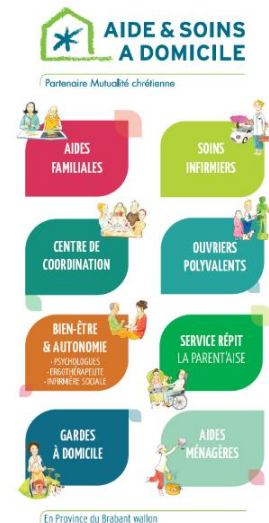 AIDE & SOINS
A DOMICILE
Partenaire Mutualité chrétienne
AIDES
FAMILIALES
SOINS
INFIRMIERS
CENTRE DE
COORDINATION
OUVRIERS
POLYVALENTS
BIEN-ÊTRE
& AUTONOMIE
- PSYCHOLOGUES
- ERGOTHÉRAPEUTE
- INFIRMIÈRE SOCIALE
SERVICE RÉPIT
LA PARENT'AISE
GARDES
À DOMICILE
AIDES
MÉNAGÈRES
En Province du Brabant wallon